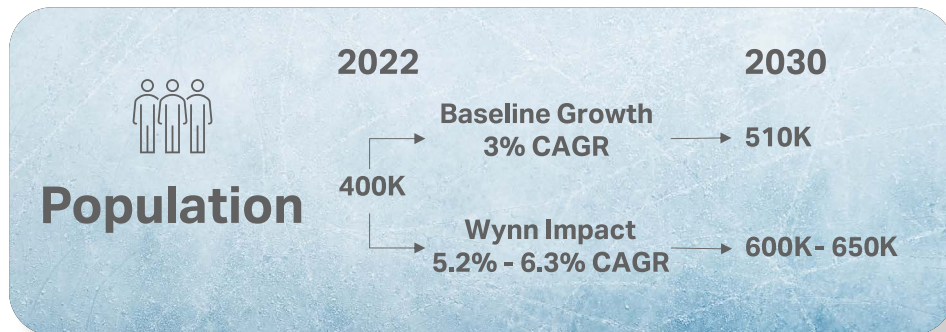 2022
2030
Population
400K
Baseline Growth
3% CAGR
510K
Wynn Impact
5.2% - 6.3% CAGR
600K - 650K